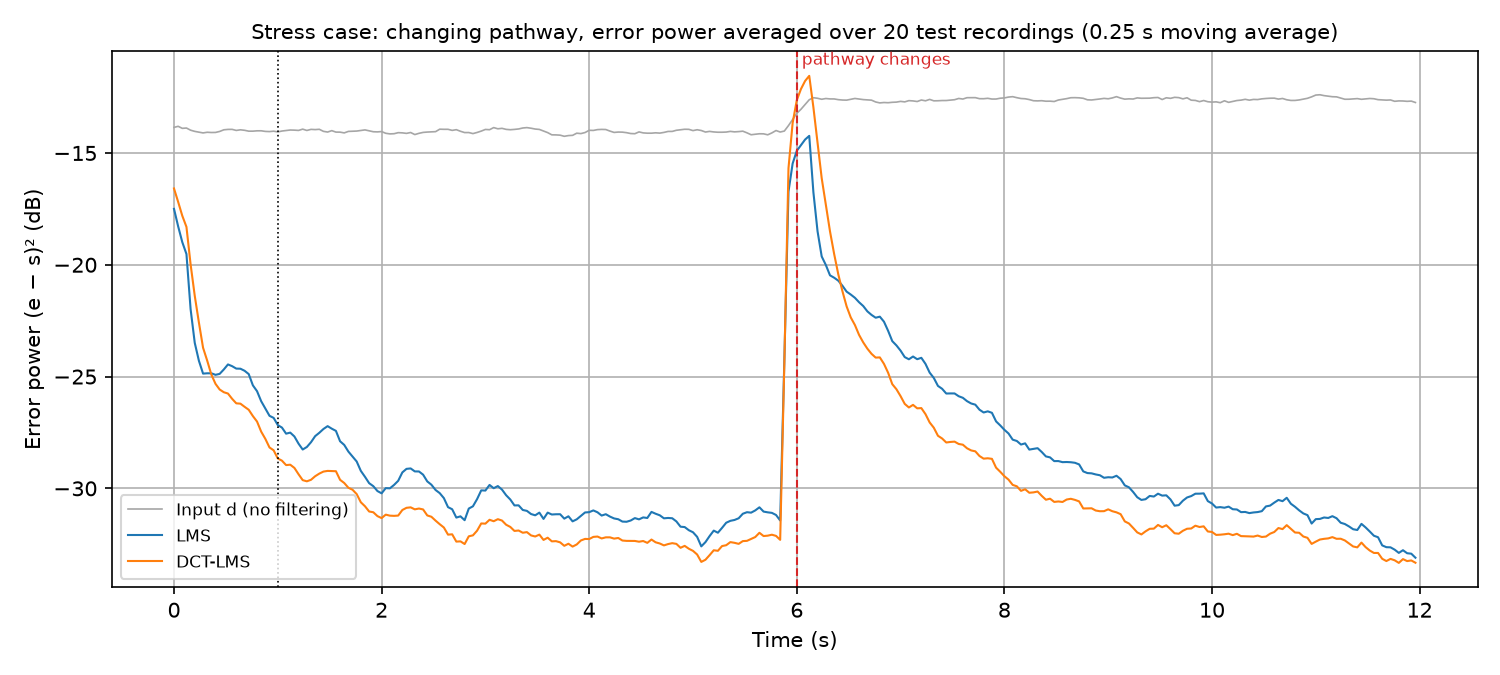 Stress case: changing pathway, error power averaged over 20 test recordings (0.25 s moving average)
pathway changes
Error power (e − s)² (dB)
−15
−20
−25
−30
Input d (no filtering)
LMS
DCT-LMS
0 2 4 6 8 10 12
Time (s)